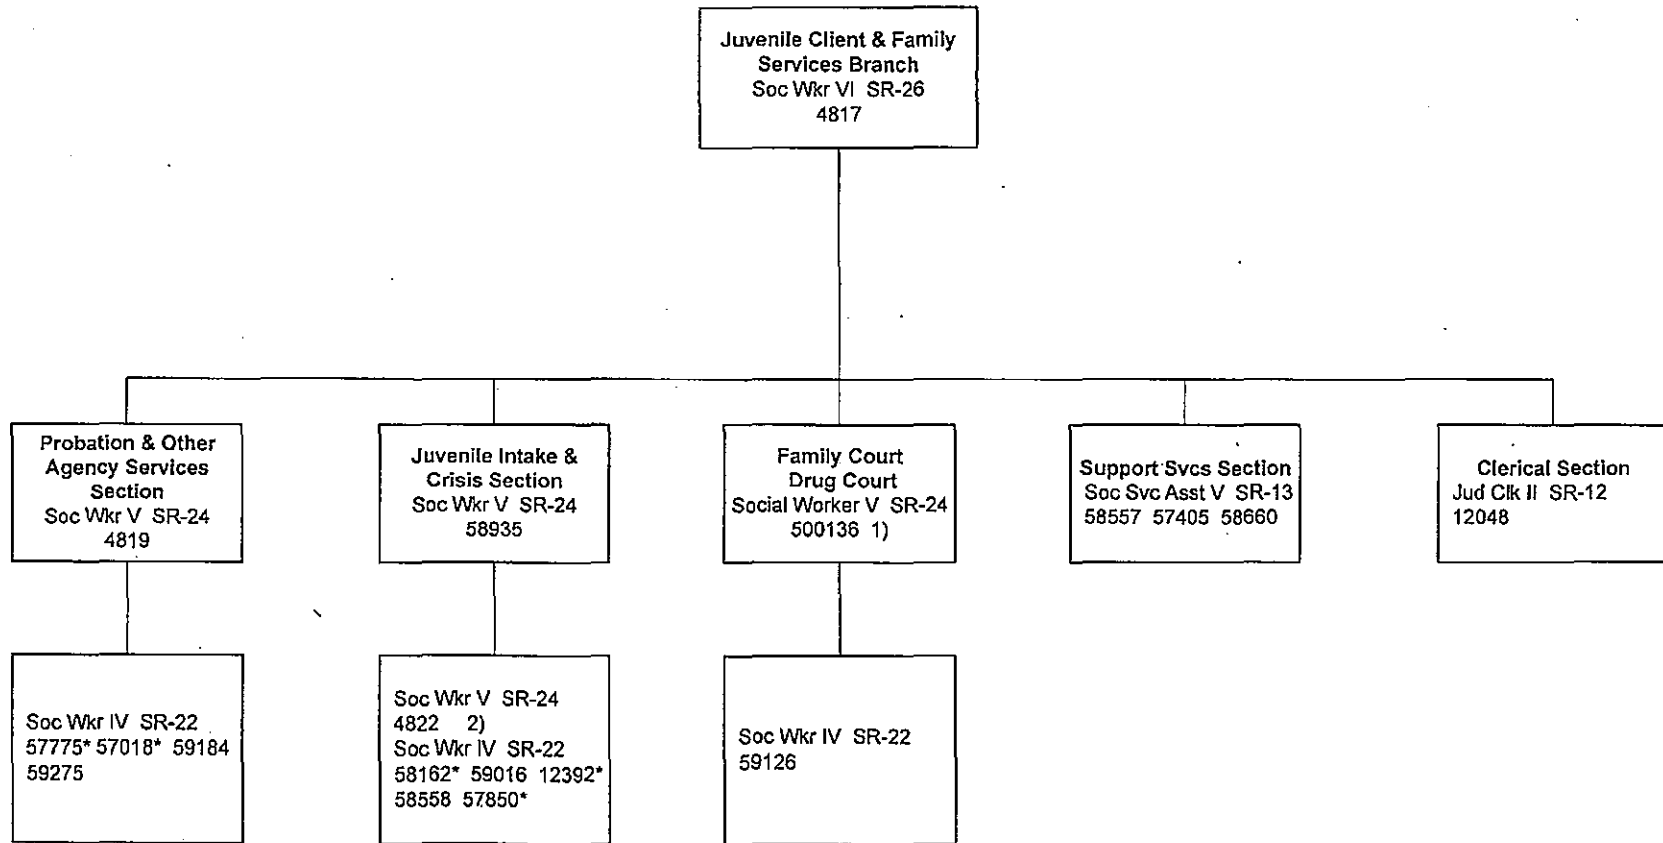 Juvenile Client & Family
Services Branch
Soc Wkr VI SR-26
4817
Probation & Other
Agency Services
Section
Soc Wkr V SR-24
4819
Juvenile Intake &
Crisis Section
Soc Wkr V SR-24
58935
Family Court
Drug Court
Social Worker V SR-24
500136 1)
Support Svcs Section
Soc Svc Asst V SR-13
58557 57405 58660
Clerical Section
Jud Clk II SR-12
12048
Soc Wkr IV SR-22
57775* 57018* 59184
59275
Soc Wkr V SR-24
4822 2)
Soc Wkr IV SR-22
58162* 59016 12392*
58558 57850*
Soc Wkr IV SR-22
59126